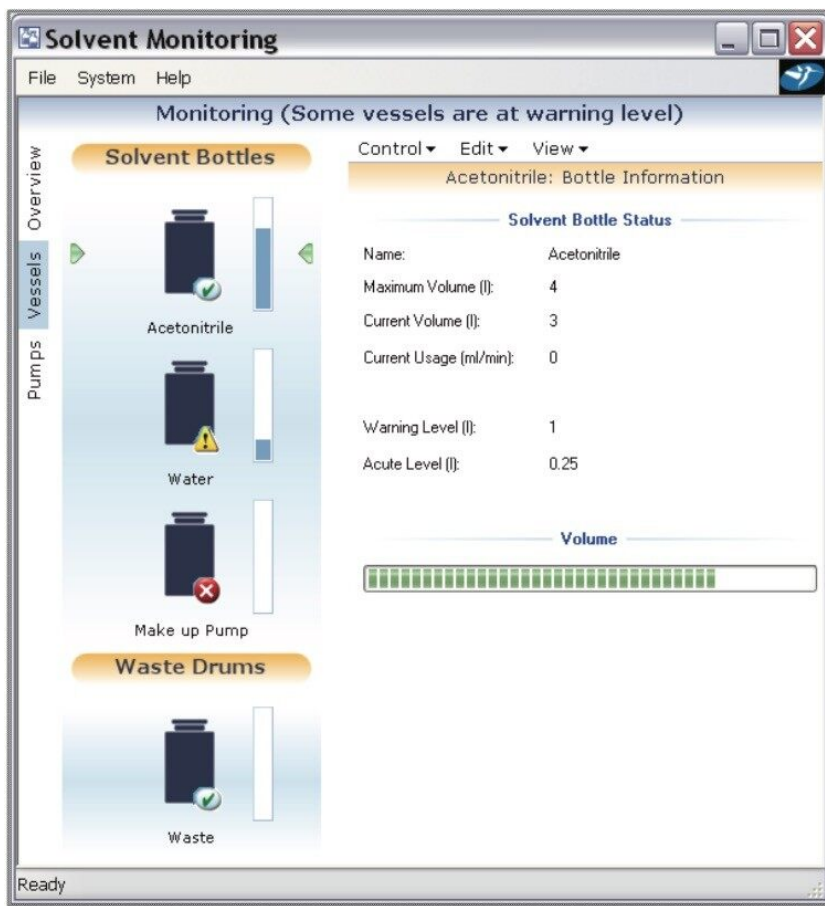 Solvent Monitoring
File System Help
Monitoring (Some vessels are at warning level)
Overview
Vessels
Pumps
Solvent Bottles
Acetonitrile
Water
Make up Pump
Waste Drums
Waste
Control Edit View
Acetonitrile: Bottle Information
Solvent Bottle Status
Name: Acetonitrile
Maximum Volume (l): 4
Current Volume (l): 3
Current Usage (ml/min): 0
Warning Level (l): 1
Acute Level (l): 0.25
Volume
Ready